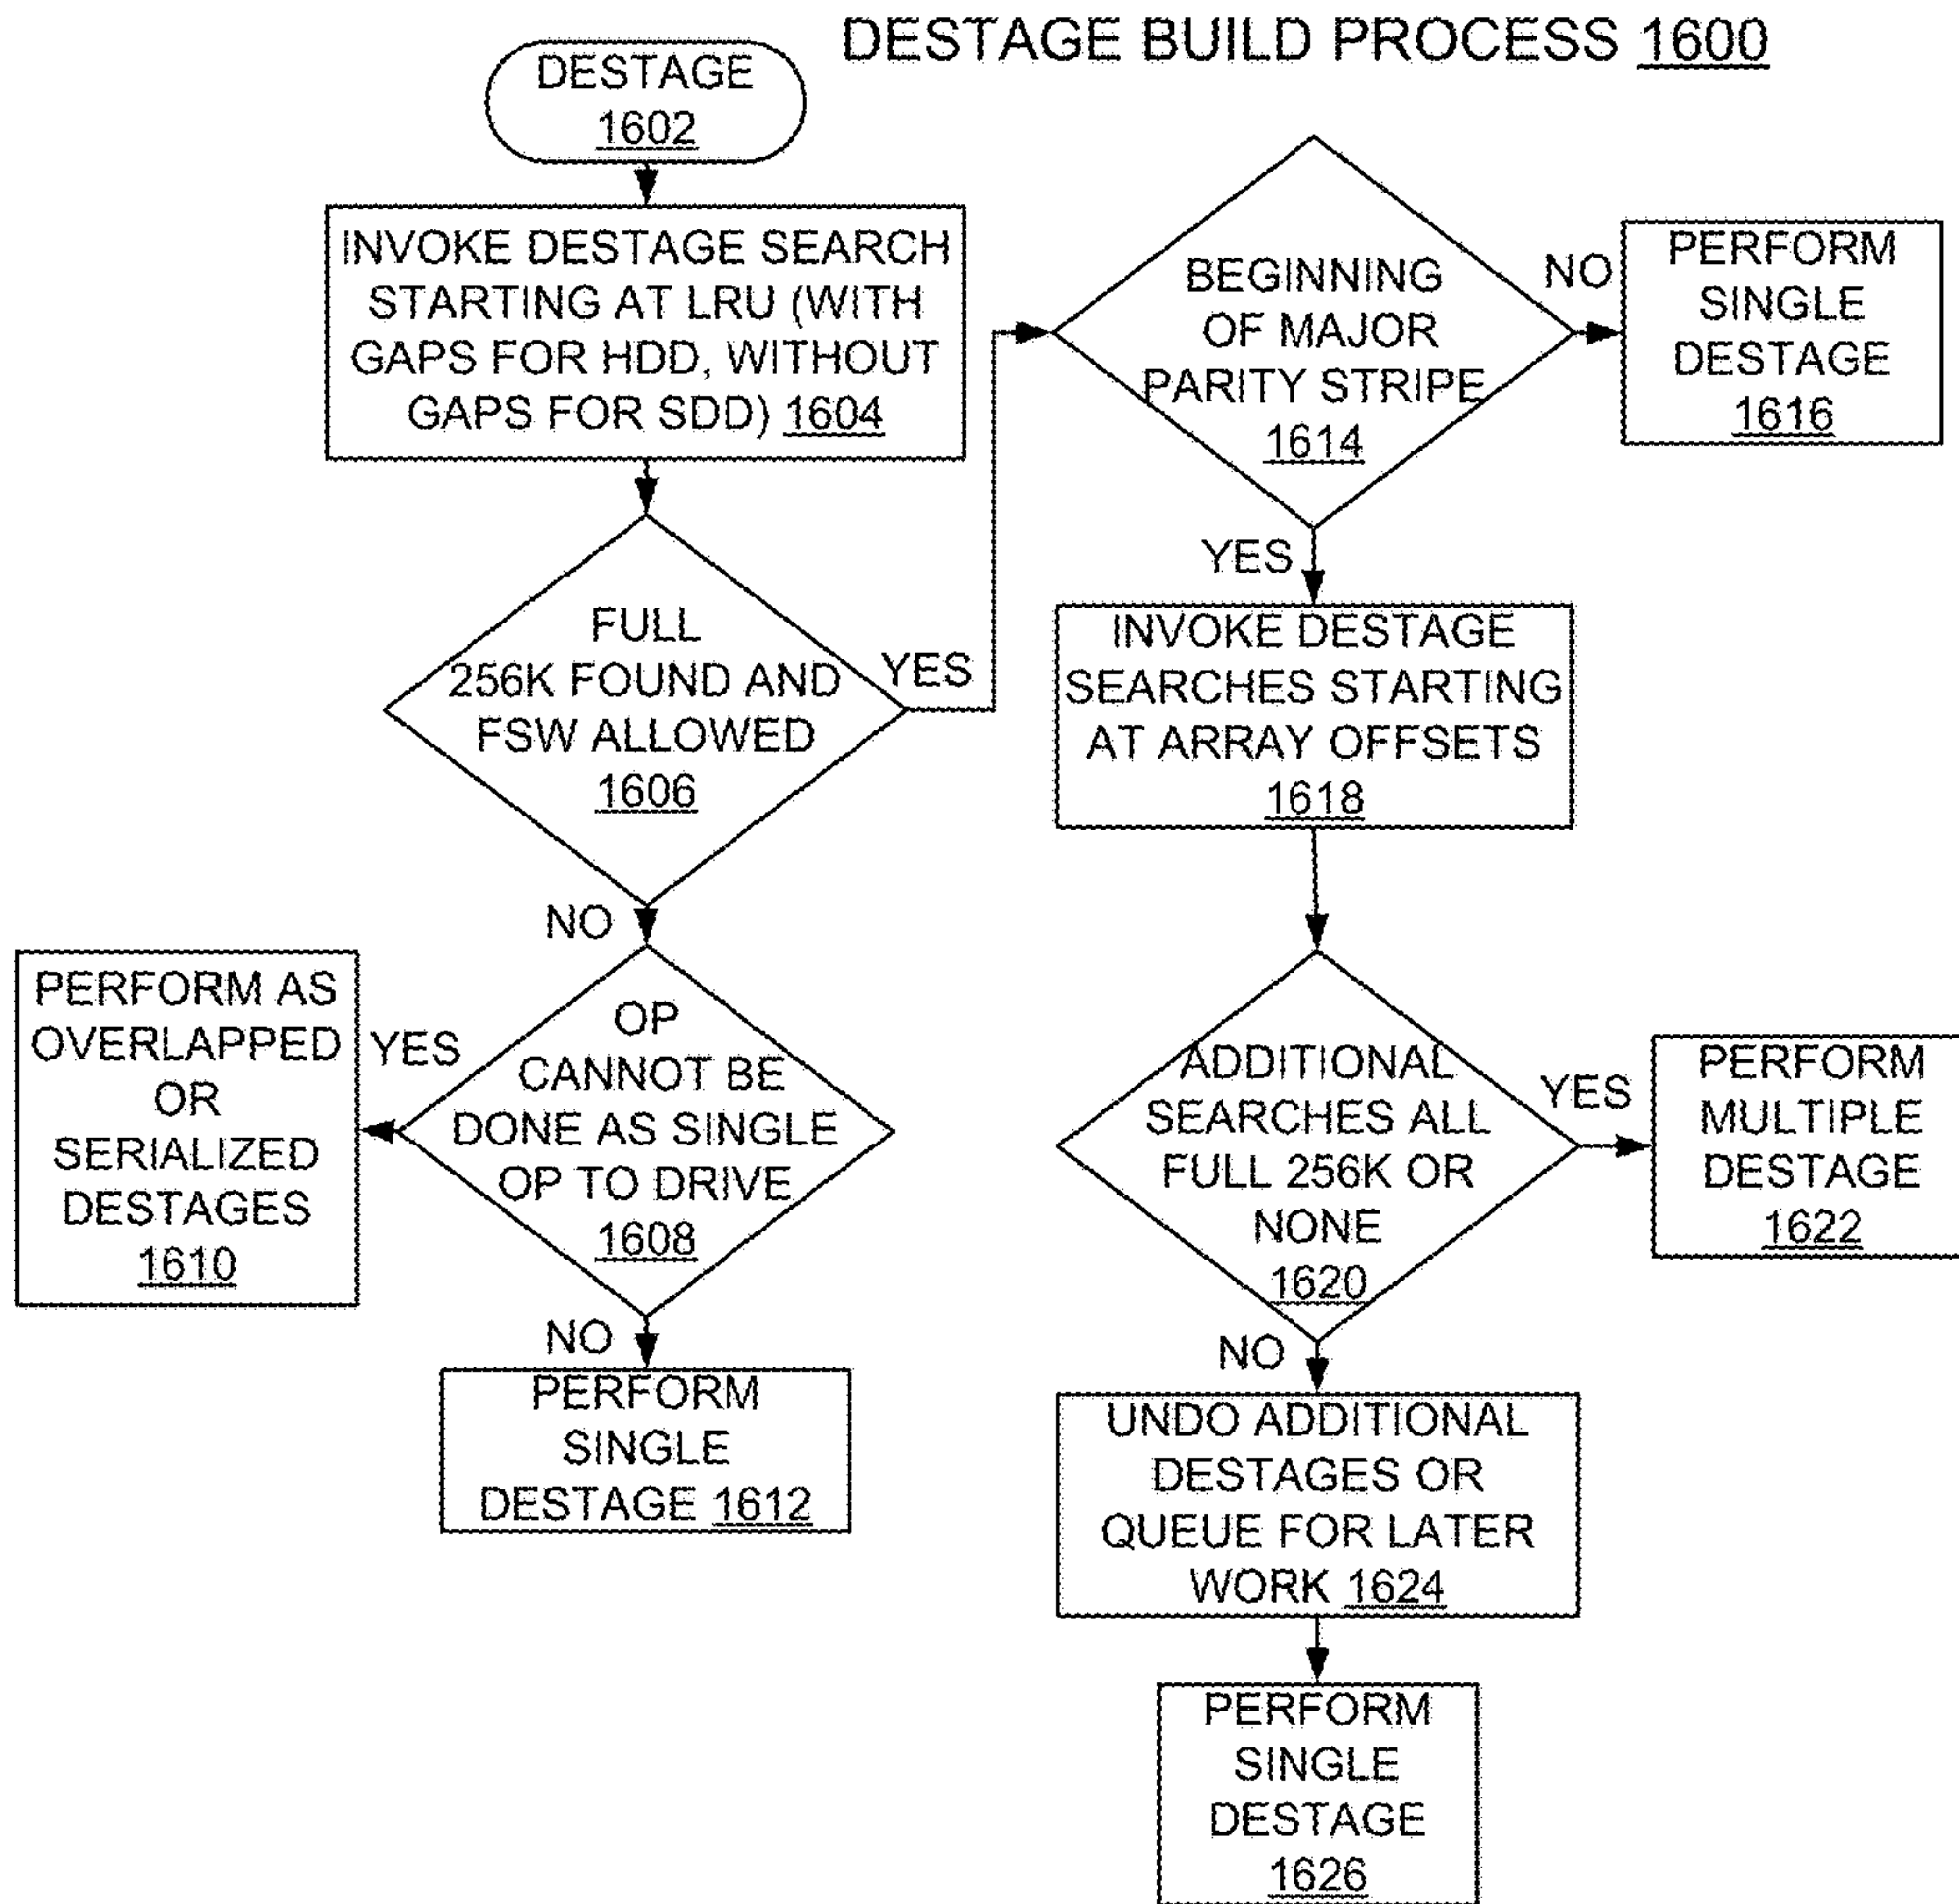 DESTAGE BUILD PROCESS 1600
DESTAGE
1602
INVOKE DESTAGE SEARCH
STARTING AT LRU (WITH
GAPS FOR HDD, WITHOUT
GAPS FOR SDD) 1604
FULL
256K FOUND AND
FSW ALLOWED
1606
YES
NO
OP
CANNOT BE
DONE AS SINGLE
OP TO DRIVE
1608
YES
PERFORM AS
OVERLAPPED
OR
SERIALIZED
DESTAGES
1610
NO
PERFORM
SINGLE
DESTAGE 1612
BEGINNING
OF MAJOR
PARITY STRIPE
1614
NO
PERFORM
SINGLE
DESTAGE
1616
YES
INVOKE DESTAGE
SEARCHES STARTING
AT ARRAY OFFSETS
1618
ADDITIONAL
SEARCHES ALL
FULL 256K OR
NONE
1620
YES
PERFORM
MULTIPLE
DESTAGE
1622
NO
UNDO ADDITIONAL
DESTAGES OR
QUEUE FOR LATER
WORK 1624
PERFORM
SINGLE
DESTAGE
1626